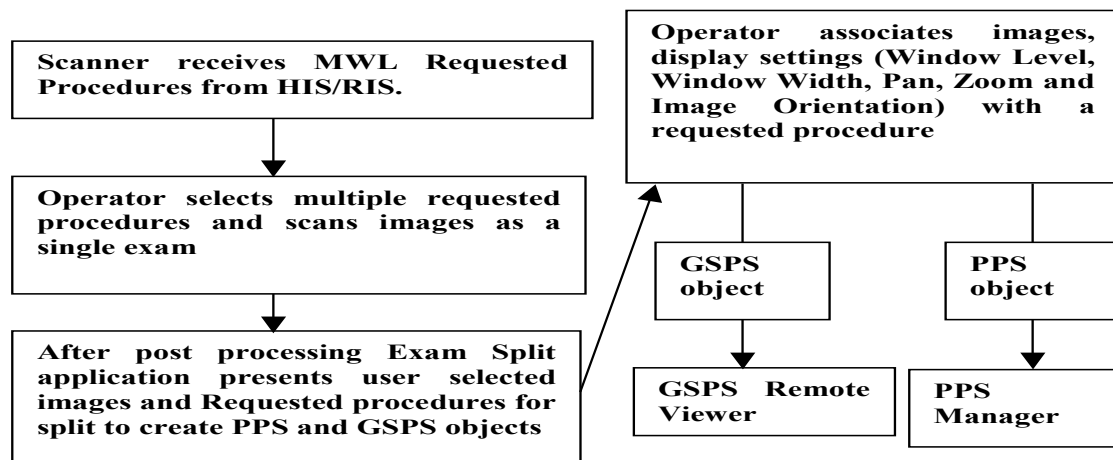 Scanner receives MWL Requested
Procedures from HIS/RIS.
Operator selects multiple requested
procedures and scans images as a
single exam
After post processing Exam Split
application presents user selected
images and Requested procedures for
split to create PPS and GSPS objects
Operator associates images,
display settings (Window Level,
Window Width, Pan, Zoom and
Image Orientation) with a
requested procedure
GSPS
object
PPS
object
GSPS Remote
Viewer
PPS
Manager